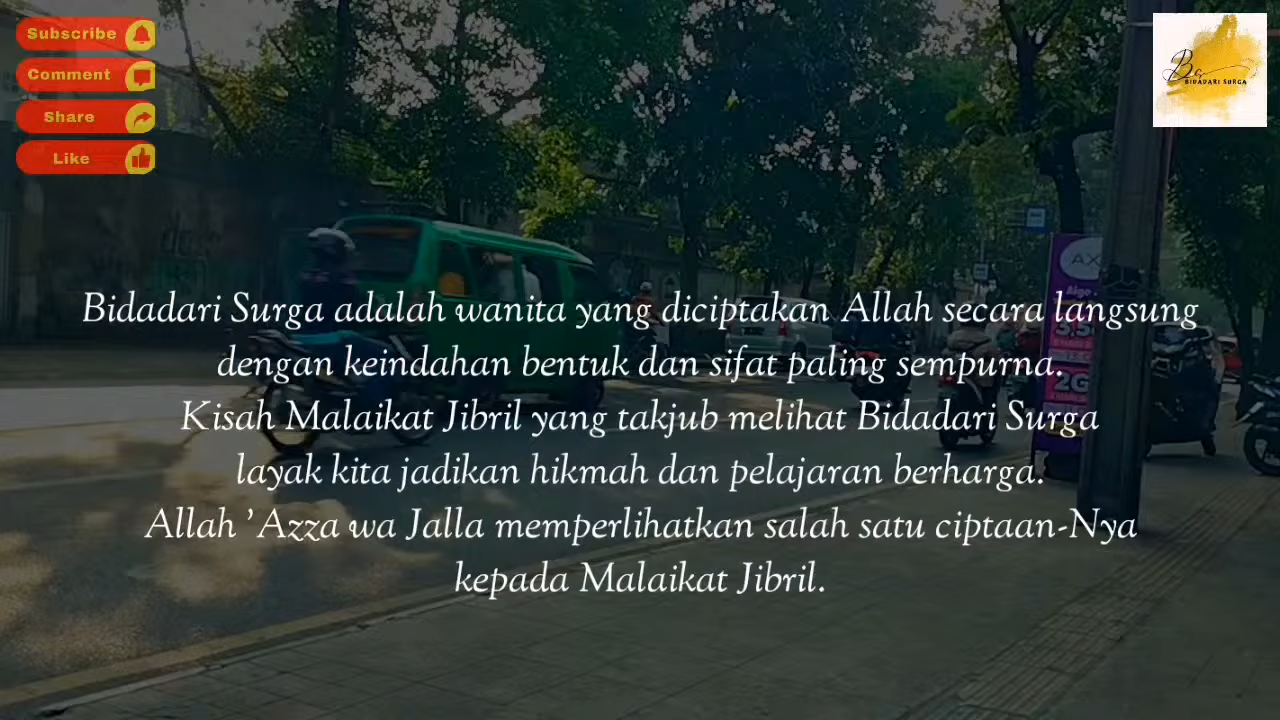 Subscribe
Comment
Share
Like
BIDADARI SURGA
AX
Bidadari Surga adalah wanita yang diciptakan Allah secara langsung
dengan keindahan bentuk dan sifat paling sempurna.
Kisah Malaikat Jibril yang takjub melihat Bidadari Surga
layak kita jadikan hikmah dan pelajaran berharga.
Allah 'Azza wa Jalla memperlihatkan salah satu ciptaan-Nya
kepada Malaikat Jibril.
2G